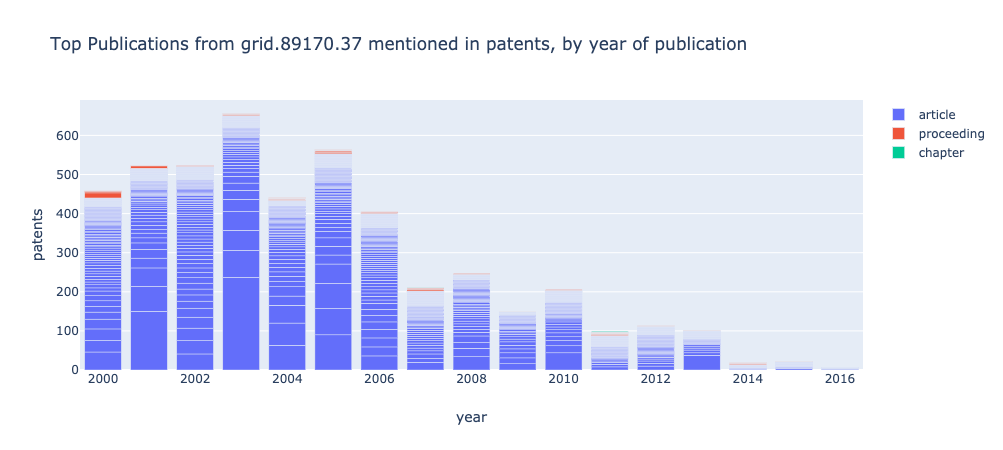 Top Publications from grid.89170.37 mentioned in patents, by year of publication
article
proceeding
chapter
600
500
400
300
200
100
0
patents
2000
2002
2004
2006
2008
2010
2012
2014
2016
year